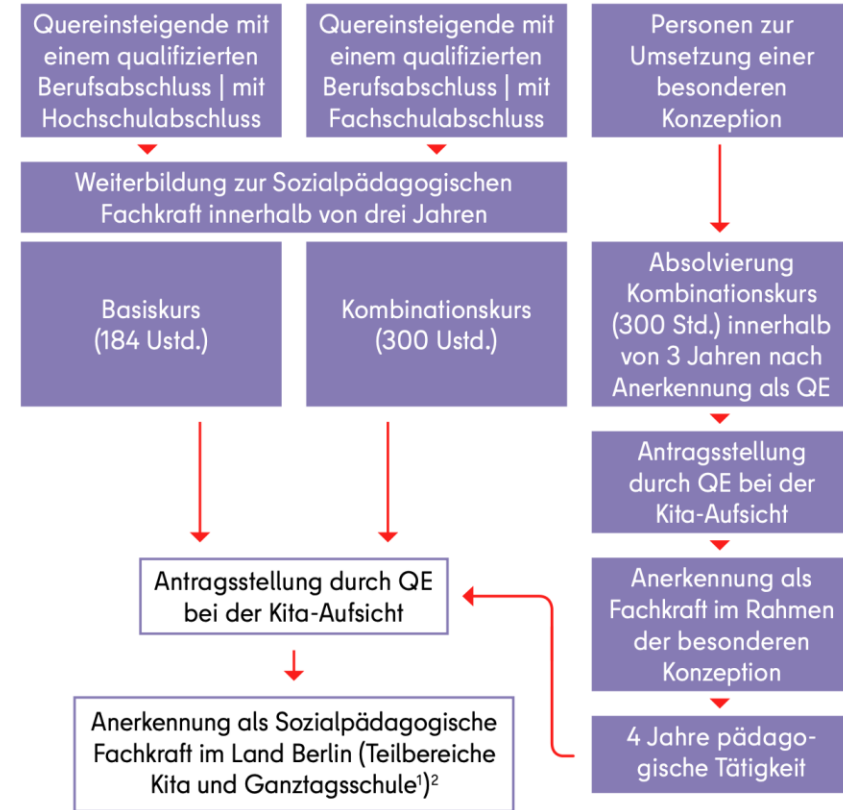 Quereinsteigende mit
einem qualifizierten
Berufsabschluss | mit
Hochschulabschluss
Quereinsteigende mit
einem qualifizierten
Berufsabschluss | mit
Fachschulabschluss
Personen zur
Umsetzung einer
besonderen
Konzeption
Weiterbildung zur Sozialpädagogischen
Fachkraft innerhalb von drei Jahren
Basiskurs
(184 Ustd.)
Kombinationskurs
(300 Ustd.)
Absolvierung
Kombinationskurs
(300 Std.) innerhalb
von 3 Jahren nach
Anerkennung als QE
Antragsstellung
durch QE bei der
Kita-Aufsicht
Anerkennung als
Fachkraft im Rahmen
der besonderen
Konzeption
4 Jahre pädago-
gische Tätigkeit
Antragsstellung durch QE
bei der Kita-Aufsicht
Anerkennung als Sozialpädagogische
Fachkraft im Land Berlin (Teilbereiche
Kita und Ganztagsschule¹)²